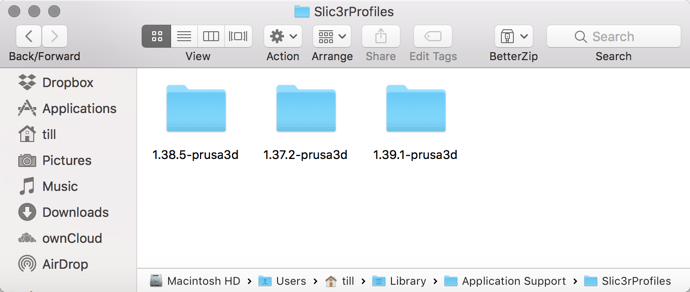 Slic3rProfiles
Back/Forward View Action Arrange Share Edit Tags BetterZip Search
Search
Dropbox
Applications
till
Pictures
Music
Downloads
ownCloud
AirDrop
1.38.5-prusa3d 1.37.2-prusa3d 1.39.1-prusa3d
Macintosh HD Users till Library Application Support Slic3rProfiles